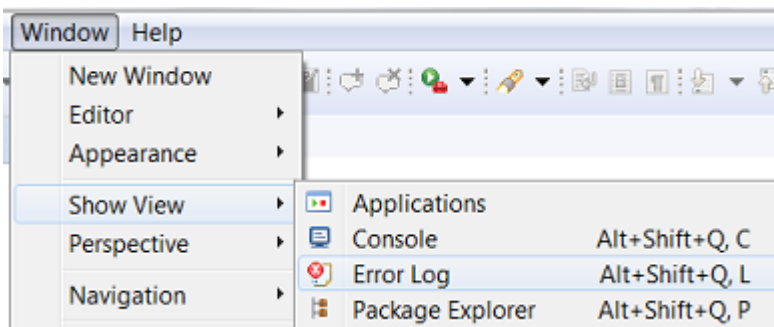 Window Help
New Window
Editor
Appearance
Show View
Applications
Perspective
Console Alt+Shift+Q, C
Error Log Alt+Shift+Q, L
Navigation
Package Explorer Alt+Shift+Q, P